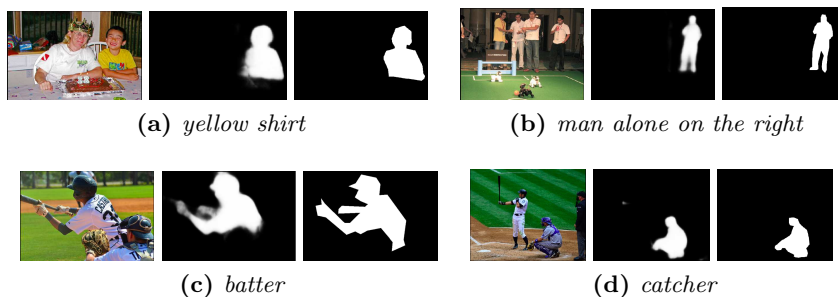 (a) yellow shirt
(b) man alone on the right
(c) batter
(d) catcher